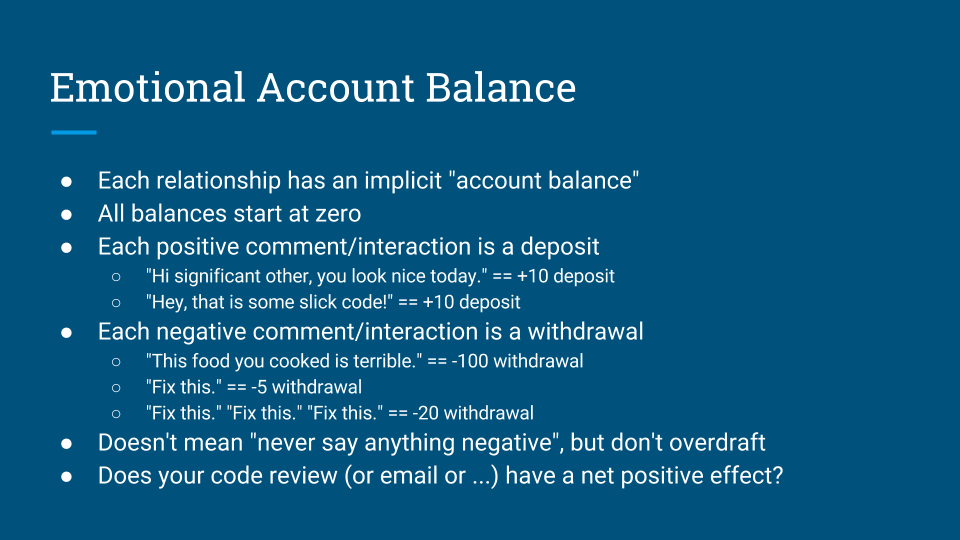 Emotional Account Balance
● Each relationship has an implicit "account balance"
● All balances start at zero
● Each positive comment/interaction is a deposit
○ "Hi significant other, you look nice today." == +10 deposit
○ "Hey, that is some slick code!" == +10 deposit
● Each negative comment/interaction is a withdrawal
○ "This food you cooked is terrible." == -100 withdrawal
○ "Fix this." == -5 withdrawal
○ "Fix this." "Fix this." "Fix this." == -20 withdrawal
● Doesn't mean "never say anything negative", but don't overdraft
● Does your code review (or email or ...) have a net positive effect?